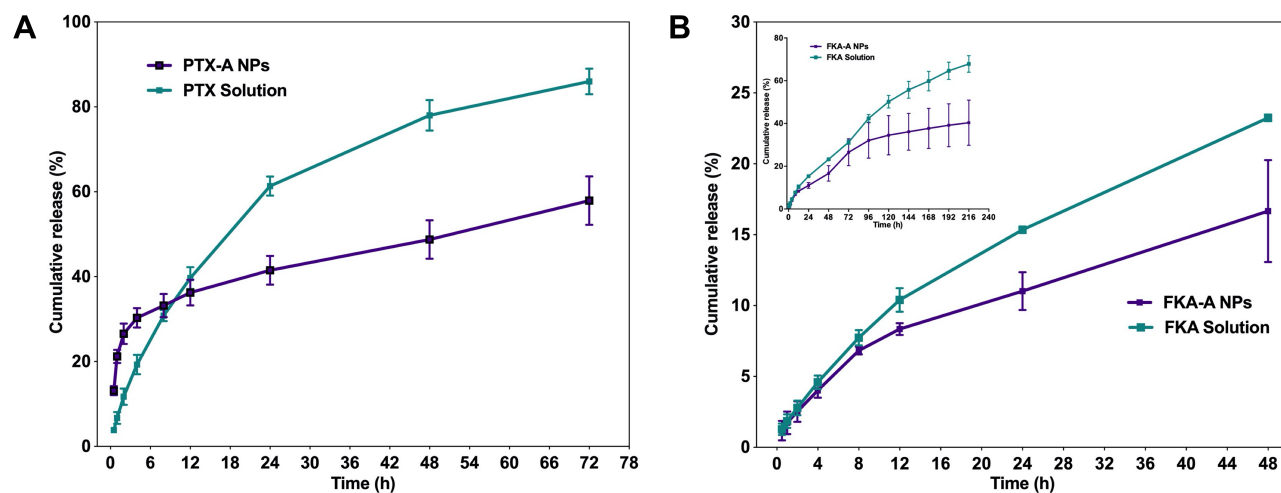 A
Cumulative release (%)
100
80
60
40
20
0
PTX-A NPs
PTX Solution
0 6 12 18 24 30 36 42 48 54 60 66 72 78
Time (h)
B
Cumulative release (%)
30
25
20
15
10
5
0
Cumulative release (%)
80
60
40
20
0
FKA-A NPs
FKA Solution
0 24 48 72 96 120 144 168 192 216 240
Time (h)
FKA-A NPs
FKA Solution
0 4 8 12 16 20 24 28 32 36 40 44 48
Time (h)